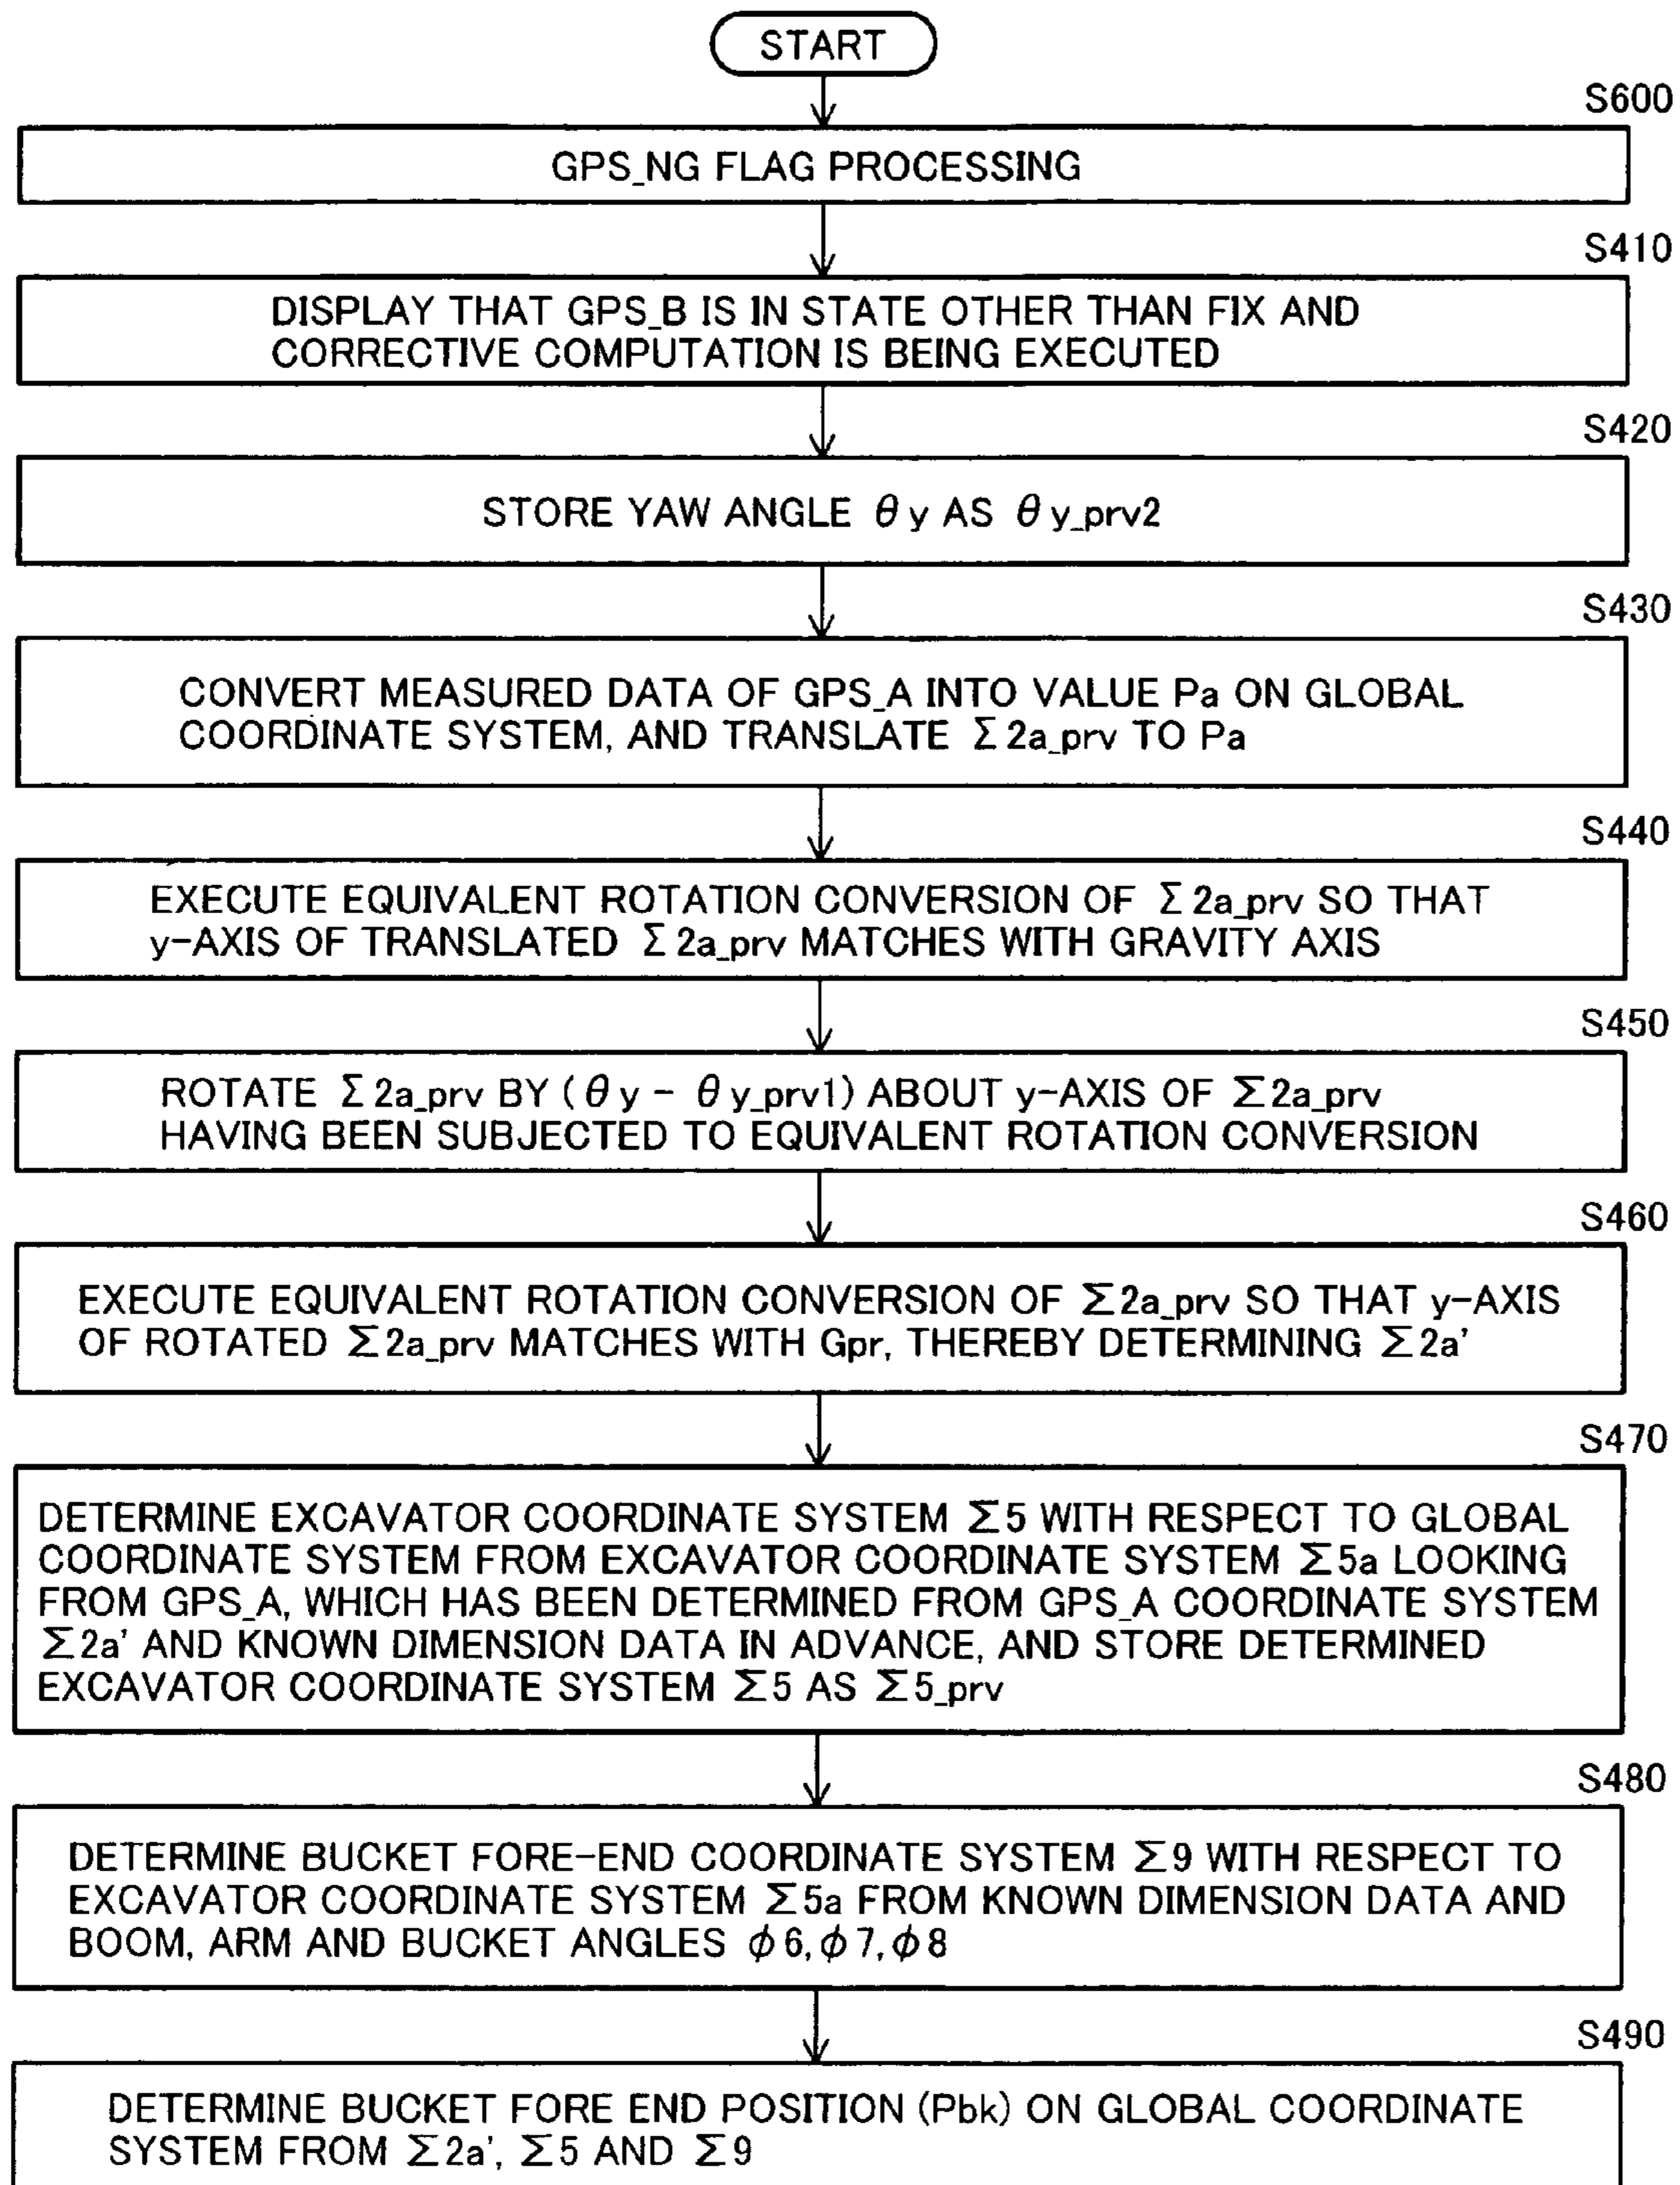 START
S600
GPS_NG FLAG PROCESSING
S410
DISPLAY THAT GPS_B IS IN STATE OTHER THAN FIX AND
CORRECTIVE COMPUTATION IS BEING EXECUTED
S420
STORE YAW ANGLE θy AS θy_prv2
S430
CONVERT MEASURED DATA OF GPS_A INTO VALUE Pa ON GLOBAL
COORDINATE SYSTEM, AND TRANSLATE Σ2a_prv TO Pa
S440
EXECUTE EQUIVALENT ROTATION CONVERSION OF Σ2a_prv SO THAT
y-AXIS OF TRANSLATED Σ2a_prv MATCHES WITH GRAVITY AXIS
S450
ROTATE Σ2a_prv BY (θy - θy_prv1) ABOUT y-AXIS OF Σ2a_prv
HAVING BEEN SUBJECTED TO EQUIVALENT ROTATION CONVERSION
S460
EXECUTE EQUIVALENT ROTATION CONVERSION OF Σ2a_prv SO THAT y-AXIS
OF ROTATED Σ2a_prv MATCHES WITH Gpr, THEREBY DETERMINING Σ2a'
S470
DETERMINE EXCAVATOR COORDINATE SYSTEM Σ5 WITH RESPECT TO GLOBAL
COORDINATE SYSTEM FROM EXCAVATOR COORDINATE SYSTEM Σ5a LOOKING
FROM GPS_A, WHICH HAS BEEN DETERMINED FROM GPS_A COORDINATE SYSTEM
Σ2a' AND KNOWN DIMENSION DATA IN ADVANCE, AND STORE DETERMINED
EXCAVATOR COORDINATE SYSTEM Σ5 AS Σ5_prv
S480
DETERMINE BUCKET FORE-END COORDINATE SYSTEM Σ9 WITH RESPECT TO
EXCAVATOR COORDINATE SYSTEM Σ5a FROM KNOWN DIMENSION DATA AND
BOOM, ARM AND BUCKET ANGLES φ6,φ7,φ8
S490
DETERMINE BUCKET FORE END POSITION (Pbk) ON GLOBAL COORDINATE
SYSTEM FROM Σ2a', Σ5 AND Σ9